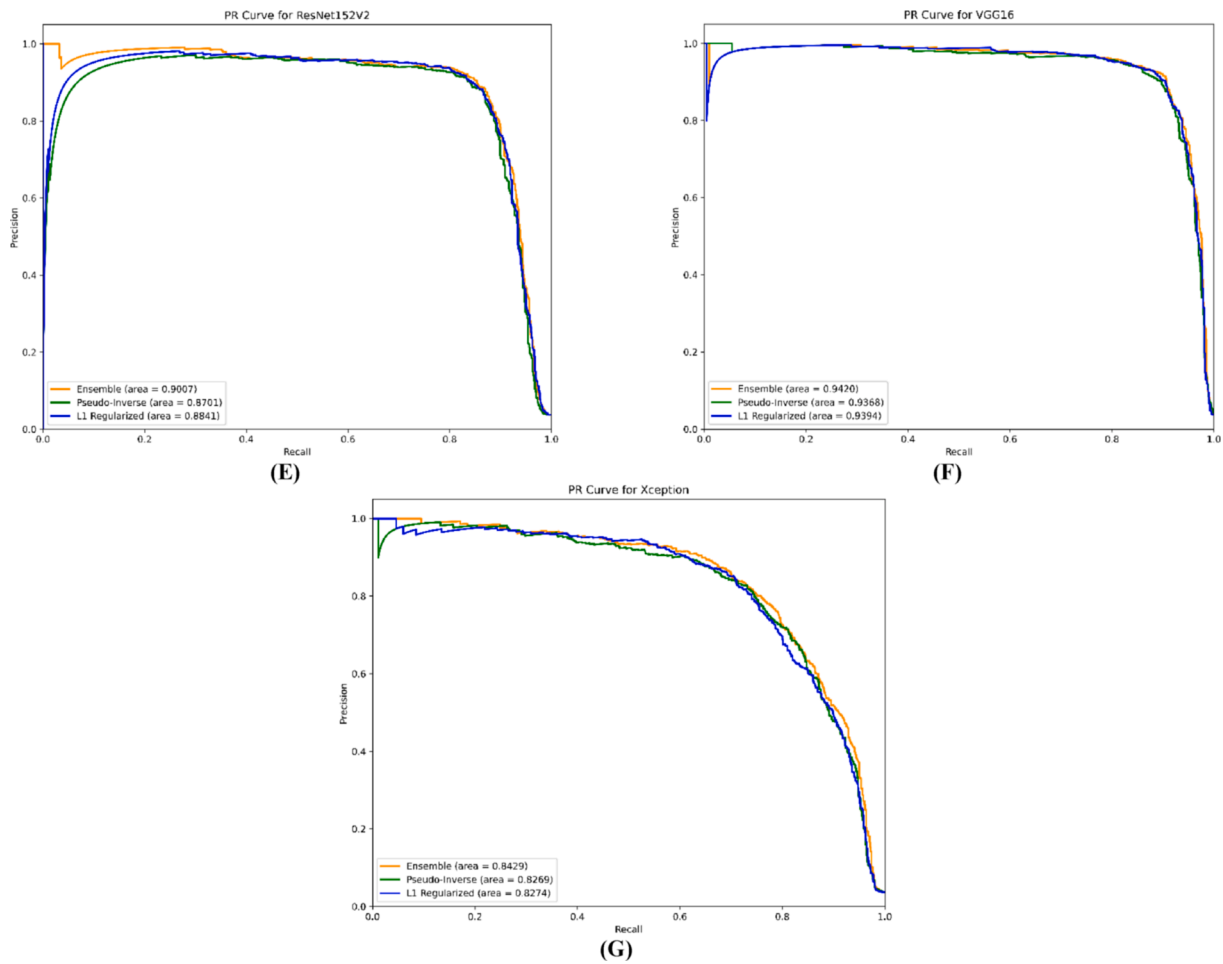 PR Curve for ResNet152V2
1.0
0.8
0.6
0.4
0.2
0.0
Precision
Ensemble (area = 0.9007)
Pseudo-Inverse (area = 0.8701)
L1 Regularized (area = 0.8841)
0.0 0.2 0.4 0.6 0.8 1.0
Recall
(E)
PR Curve for VGG16
1.0
0.8
0.6
0.4
0.2
0.0
Precision
Ensemble (area = 0.9420)
Pseudo-Inverse (area = 0.9368)
L1 Regularized (area = 0.9394)
0.0 0.2 0.4 0.6 0.8 1.0
Recall
(F)
PR Curve for Xception
1.0
0.8
0.6
0.4
0.2
0.0
Precision
Ensemble (area = 0.8429)
Pseudo-Inverse (area = 0.8269)
L1 Regularized (area = 0.8274)
0.0 0.2 0.4 0.6 0.8 1.0
Recall
(G)